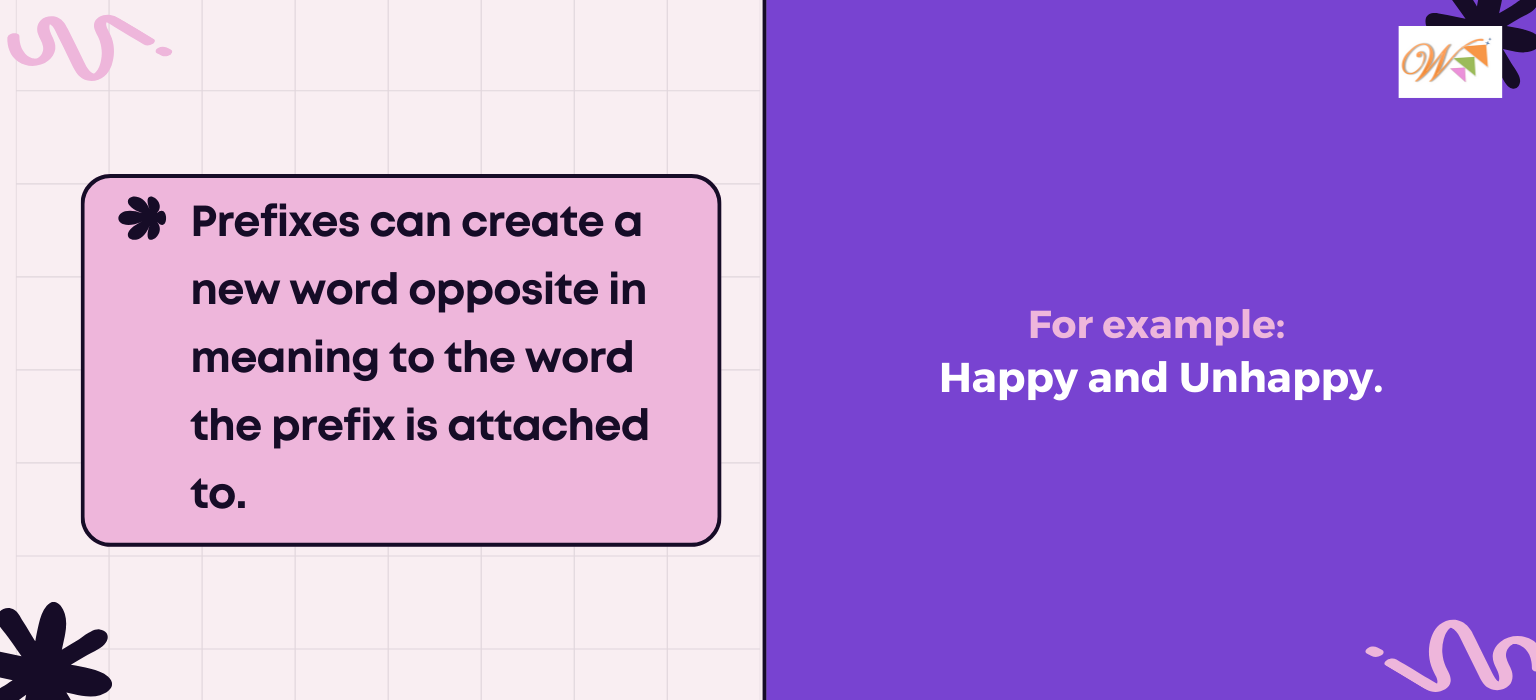 Prefixes can create a
new word opposite in
meaning to the word
the prefix is attached
to.
For example:
Happy and Unhappy.
W